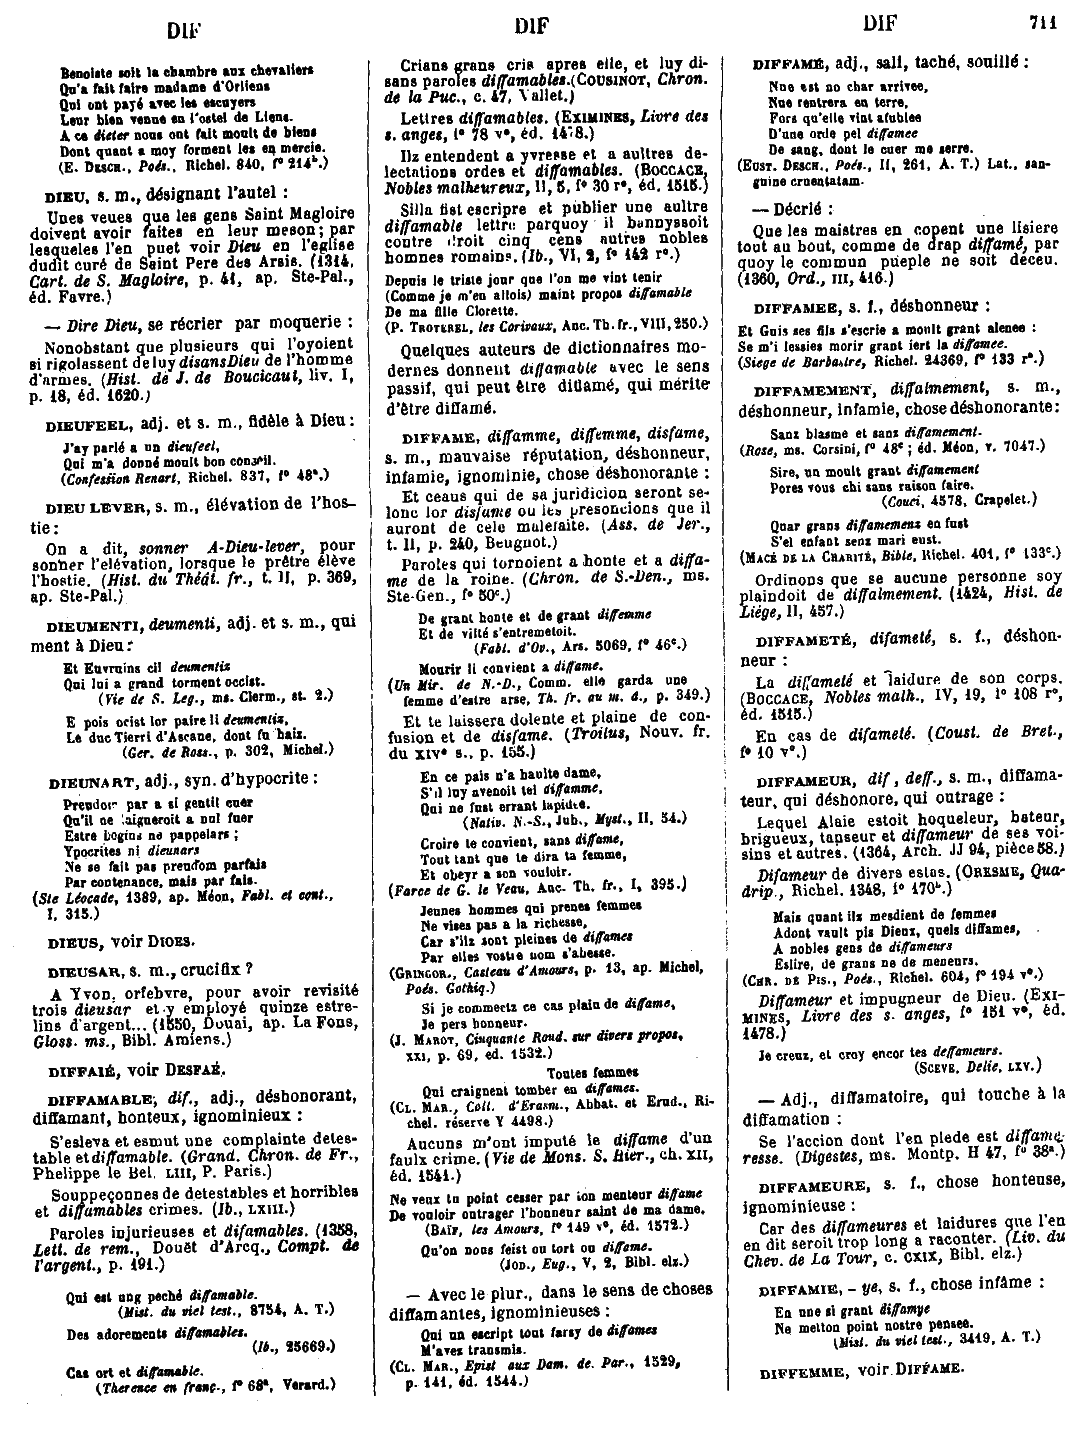 DIF
DIF
DIF 711
Benoiste soit la chambre aux chevaliers
Qu'a fait faire madame d'Orliens
Qui ont payé avec les escuyers
Leur bien venue en l'ostel de Liens.
A ce dieter nous ont fait moult de biens
Dont quant a moy forment les en mercie.
(E. DESCH., Poés., Richel. 840, f° 214ᵇ.)
DIEU, s. m., désignant l'autel :
Unes veues que les gens Saint Magloire
doivent avoir faites en leur meson; par
lesqueles l'en puet voir Dieu en l'eglise
dudit curé de Seint Pere des Arsis. (1314,
Cart. de S. Magloire, p. 41, ap. Ste-Pal.,
éd. Favre.)
— Dire Dieu, se récrier par moquerie :
Nonobstant que plusieurs qui l'oyoient
si rigolassent de luy disans Dieu de l'homme
d'armes. (Hist. de J. de Boucicaut, liv. I,
p. 18, éd. 1620.)
DIEUFEEL, adj. et s. m., fidèle à Dieu :
J'ay parlé a un dieufeel,
Qui m'a donné moult bon conseil.
(Confession Renart, Richel. 837, f° 48ᵃ.)
DIEU LEVER, s. m., élévation de l'hos-
tie :
On a dit, sonner A-Dieu-lever, pour
sonner l'elévation, lorsque le prêtre élève
l'hostie. (Hist. du Théât. fr., t. II, p. 369,
ap. Ste-Pal.)
DIEUMENTI, deumenti, adj. et s. m., qui
ment à Dieu :
Et Euvruins cil deumentiz
Qui lui a grand torment occist.
(Vie de S. Leg., ms. Clerm., st. 2.)
E pois ocist lor paire li deumentiz,
Le duc Tierri d'Ascane, dont fu haiz.
(Ger. de Ross., p. 302, Michel.)
DIEUNART, adj., syn. d'hypocrite :
Prendom par a si gentil cuer
Qu'il ne daigneroit a nul fuer
Estre begins ne pappelars ;
Ypocrites ni dieunars
Ne se fait pas prendom parfais
Par contenance, mais par fais.
(Ste Léocade, 1389, ap. Méon, Fabl. et cont.,
I, 315.)
DIEUS, voir DIOES.
DIEUSAR, s. m., crucifix ?
A Yvon, orfebvre, pour avoir revisité
trois dieusar et y employé quinze estre-
lins d'argent... (1550, Douai, ap. La Fons,
Gloss. ms., Bibl. Amiens.)
DIFFAIÉ, voir DESFAÉ.
DIFFAMABLE, dif., adj., déshonorant,
diffamant, honteux, ignominieux :
S'esleva et esmut une complainte detes-
table et diffamable. (Grand. Chron. de Fr.,
Phelippe le Bel, LIII, P. Paris.)
Souppeçonnes de detestables et horribles
et diffamables crimes. (Ib., LXIII.)
Paroles injurieuses et difamables. (1358,
Lett. de rem., Douët d'Arcq., Compt. de
l'argent., p. 191.)
Qui est ung peché diffamable.
(Mist. du viel test., 8754, A. T.)
Des adorements diffamables.
(Ib., 25669.)
Cas ort et diffamable.
(Therence en franç., f° 68ᵃ, Verard.)
Crians grans cris apres elle, et luy di-
sans paroles diffamables. (COUSINOT, Chron.
de la Puc., c. 47, Vallet.)
Lettres diffamables. (EXIMINES, Livre des
s. anges, f° 78 v°, éd. 1478.)
Ilz entendent a yvresse et a aultres de-
lectations ordes et diffamables. (BOCCACE,
Nobles malheureux, II, 5, f° 30 r°, éd. 1515.)
Silla fist escripre et publier une aultre
diffamable lettre parquoy il bannyssoit
contre droit cinq cens autres nobles
homnes romains. (Ib., VI, 2, f° 142 r°.)
Depuis le triste jour que l'on me vint tenir
(Comme je m'en allois) maint propos diffamable
De ma fille Clorette.
(P. TROTEREL, les Corivaux, Anc. Th. fr., VIII, 250.)
Quelques auteurs de dictionnaires mo-
dernes donnent diffamable avec le sens
passif, qui peut être diffamé, qui mérite
d'être diffamé.
DIFFAME, diffamme, diffemme, disfame,
s. m., mauvaise réputation, déshonneur,
infamie, ignominie, chose déshonorante :
Et ceaus qui de sa juridicion seront se-
lonc lor disfame ou les presoncions que il
auront de cele mulefaite. (Ass. de Jer.,
t. II, p. 240, Beugnot.)
Paroles qui tornoient a honte et a diffa-
me de la roine. (Chron. de S.-Den., ms.
Ste-Gen., f° 50ᶜ.)
De grant honte et de grant diffemme
Et de vilté s'entremetoit.
(Fabl. d'Ov., Ars. 5069, f° 46ᶜ.)
Mourir li convient a diffame.
(Un Mir. de N.-D., Comm. elle garda une
femme d'estre arse, Th. fr. au m. â., p. 349.)
Et te laissera dolente et plaine de con-
fusion et de disfame. (Troilus, Nouv. fr.
du XIVᵉ s., p. 155.)
En ce pais n'a haulte dame,
S'il luy avenoit tel diffamme,
Qui ne fust errant lapidée.
(Nativ. N.-S., Jub., Myst., II, 54.)
Croire te convient, sans diffame,
Tout tant que te dira ta femme,
Et obeyr a son vouloir.
(Farce de G. le Veau, Anc. Th. fr., I, 395.)
Jeunes hommes qui prenes femmes
Ne vises pas a la richesse,
Car s'ilz sont pleines de diffames
Par elles vostre nom s'abesse.
(GRINGOR., Casteau d'Amours, p. 13, ap. Michel,
Poés. Gothiq.)
Si je commectz ce cas plain de diffame,
Je pers honneur.
(J. MAROT, Cinquante Rond. sur divers propos,
XXI, p. 69, éd. 1532.)
Toutes femmes
Qui craignent tomber en diffames.
(CL. MAR., Coll. d'Erasm., Abbat. et Erud., Ri-
chel. réserve Y 4498.)
Aucuns m'ont imputé le diffame d'un
faulx crime. (Vie de Mons. S. Hier., ch. XII,
éd. 1541.)
Ne veux tu point cesser par ton menteur diffame
De vouloir outrager l'honneur saint de ma dame.
(BAÏF, les Amours, f° 149 v°, éd. 1572.)
Qu'on nous feist ou tort ou diffame.
(JOD., Eug., V, 2, Bibl. elz.)
— Avec le plur., dans le sens de choses
diffamantes, ignominieuses :
Qui un escript tout farsy de diffames
M'avez transmis.
(CL. MAR., Epist aux Dam. de. Par., 1529,
p. 141, éd. 1544.)
DIFFAMÉ, adj., sali, taché, souillé :
Nue est no char arrivee,
Nue rentrera en terre,
Fors qu'elle vint afublee
D'une orde pel diffamee
De sang, dont le cuer me serre.
(EUST. DESCH., Poés., II, 261, A. T.) Lat., san-
guine cruentatam.
— Décrié :
Que les maistres en copent une lisiere
tout au bout, comme de drap diffamé, par
quoy le commun pueple ne soit deceu.
(1360, Ord., III, 416.)
DIFFAMEE, s. f., déshonneur :
Et Guis ses fils s'escrie a moult grant alenee :
Se m'i lessies morir grant iert la diffamee.
(Siege de Barbastre, Richel. 24369, f° 133 r°.)
DIFFAMEMENT, diffalmement, s. m.,
déshonneur, infamie, chose déshonorante :
Sanz blasme et sanz diffamement.
(Rose, ms. Corsini, f° 48ᶜ ; éd. Méon, v. 7047.)
Sire, un moult grant diffamement
Pores vous chi sans raison faire.
(Couci, 4578, Crapelet.)
Quar grans diffamemenz en fust
S'el enfant senz mari eust.
(MACÉ DE LA CHARITÉ, Bible, Richel. 401, f° 133ᶜ.)
Ordinons que se aucune personne soy
plaindoit de diffalmement. (1424, Hist. de
Liége, II, 457.)
DIFFAMETÉ, difameté, s. f., déshon-
neur :
La diffameté et laidure de son corps.
(BOCCACE, Nobles malh., IV, 19, f° 108 r°,
éd. 1515.)
En cas de difameté. (Coust. de Bret.,
f° 10 v°.)
DIFFAMEUR, dif, deff., s. m., diffama-
teur, qui déshonore, qui outrage :
Lequel Alaie estoit hoqueleur, bateur,
brigueux, tanseur et diffameur de ses voi-
sins et autres. (1364, Arch. JJ 94, pièce 58.)
Difameur de divers estas. (ORESME, Qua-
drip., Richel. 1348, f° 170ᵇ.)
Mais quant ilz mesdient de femmes
Adont vault pis Dieux, quels diffames,
A nobles gens de diffameurs
Eslire, de grans ne de meneurs.
(CHR. DE PIS., Poés., Richel. 604, f° 194 v°.)
Diffameur et impugneur de Dieu. (EXI-
MINES, Livre des s. anges, f° 151 v°, éd.
1478.)
Je creux, et croy encor tes deffameurs.
(SCEVE, Delie, LXV.)
— Adj., diffamatoire, qui touche à la
diffamation :
Se l'accion dont l'en plede est diffame-
resse. (Digestes, ms. Montp. H 47, f° 38ᵃ.)
DIFFAMEURE, s. f., chose honteuse,
ignominieuse :
Car des diffameures et laidures que l'en
en dit seroit trop long a raconter. (Liv. du
Chev. de La Tour, c. CXIX, Bibl. elz.)
DIFFAMIE, - ye, s. f., chose infâme :
En une si grant diffamye
Ne metton point nostre pensee.
(Mist. du viel test., 3419, A. T.)
DIFFEMME, voir DIFFAME.